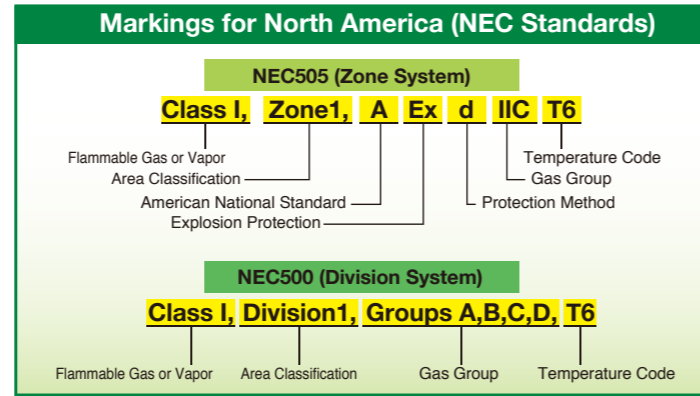 Markings for North America (NEC Standards)
NEC505 (Zone System)
Class I, Zone1, A Ex d IIC T6
Flammable Gas or Vapor
Temperature Code
Area Classification
Gas Group
American National Standard
Protection Method
Explosion Protection
NEC500 (Division System)
Class I, Division1, Groups A,B,C,D, T6
Flammable Gas or Vapor Area Classification Gas Group Temperature Code